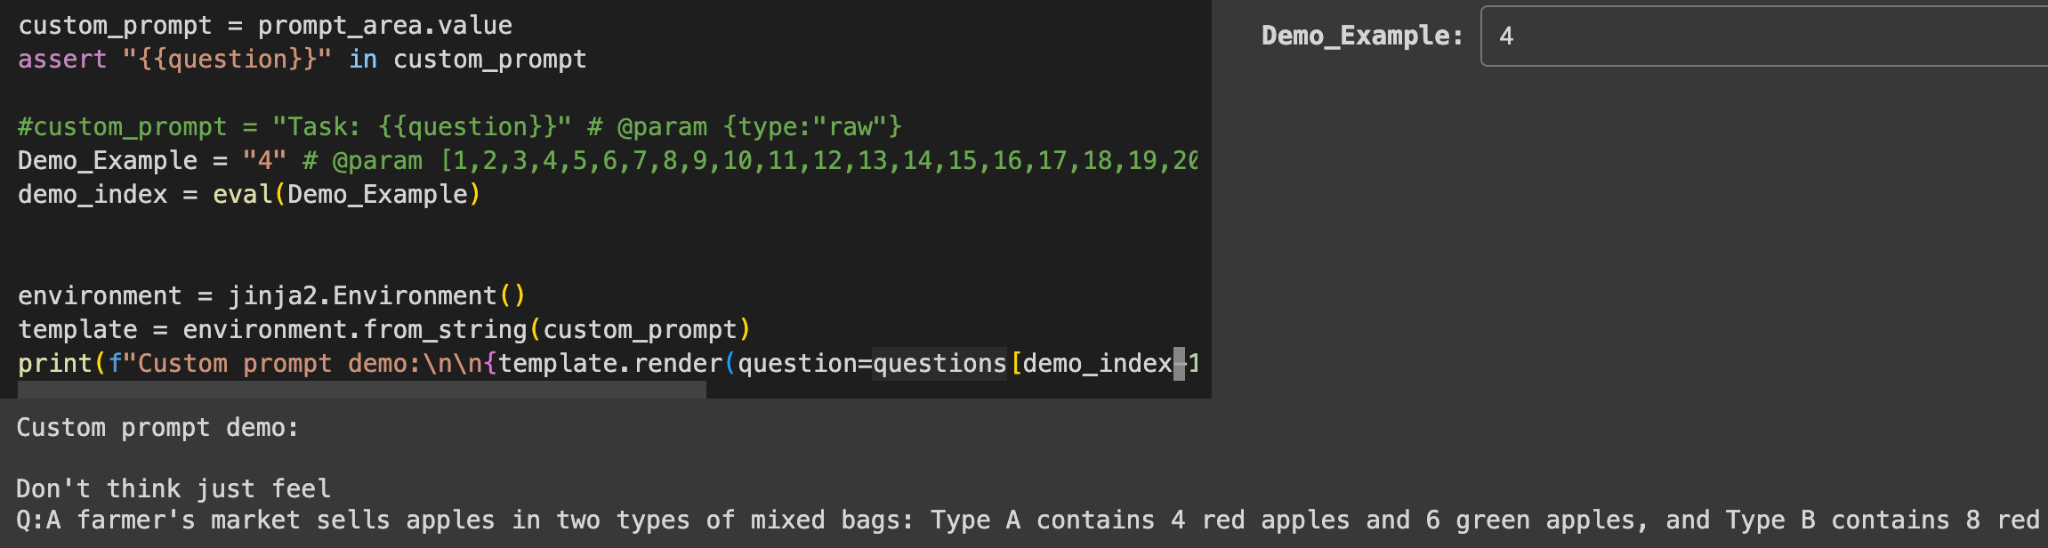 custom_prompt = prompt_area.value
assert "{{question}}" in custom_prompt
#custom_prompt = "Task: {{question}}" # @param {type:"raw"}
Demo_Example = "4" # @param [1,2,3,4,5,6,7,8,9,10,11,12,13,14,15,16,17,18,19,20
demo_index = eval(Demo_Example)
environment = jinja2.Environment()
template = environment.from_string(custom_prompt)
print(f"Custom prompt demo:\n\n{template.render(question=questions[demo_index-1
Demo_Example: 4
Custom prompt demo:
Don't think just feel
Q:A farmer's market sells apples in two types of mixed bags: Type A contains 4 red apples and 6 green apples, and Type B contains 8 red